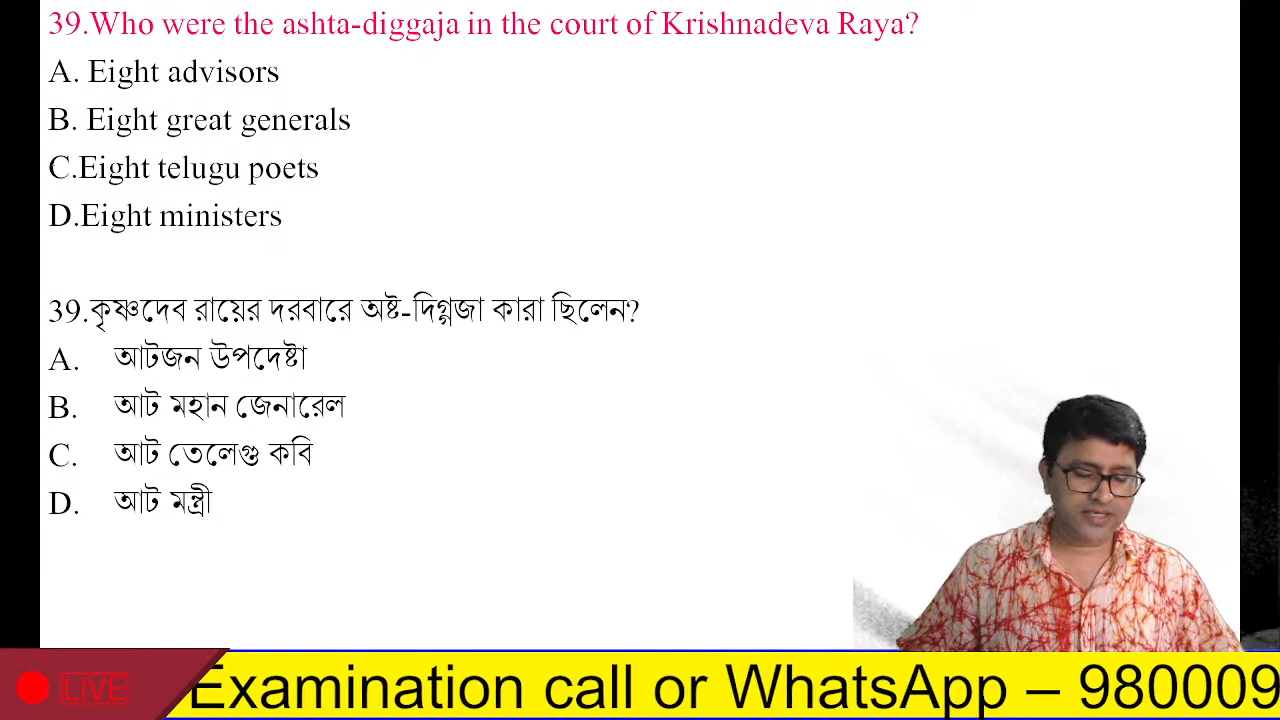 39.Who were the ashta-diggaja in the court of Krishnadeva Raya?
A. Eight advisors
B. Eight great generals
C.Eight telugu poets
D.Eight ministers
39.কৃষ্ণদেব রায়ের দরবারে অষ্ট-দিগ্গজা কারা ছিলেন?
A. আটজন উপদেষ্টা
B. আট মহান জেনারেল
C. আট তেলেগু কবি
D. আট মন্ত্রী
LIVE
Examination call or WhatsApp – 980009